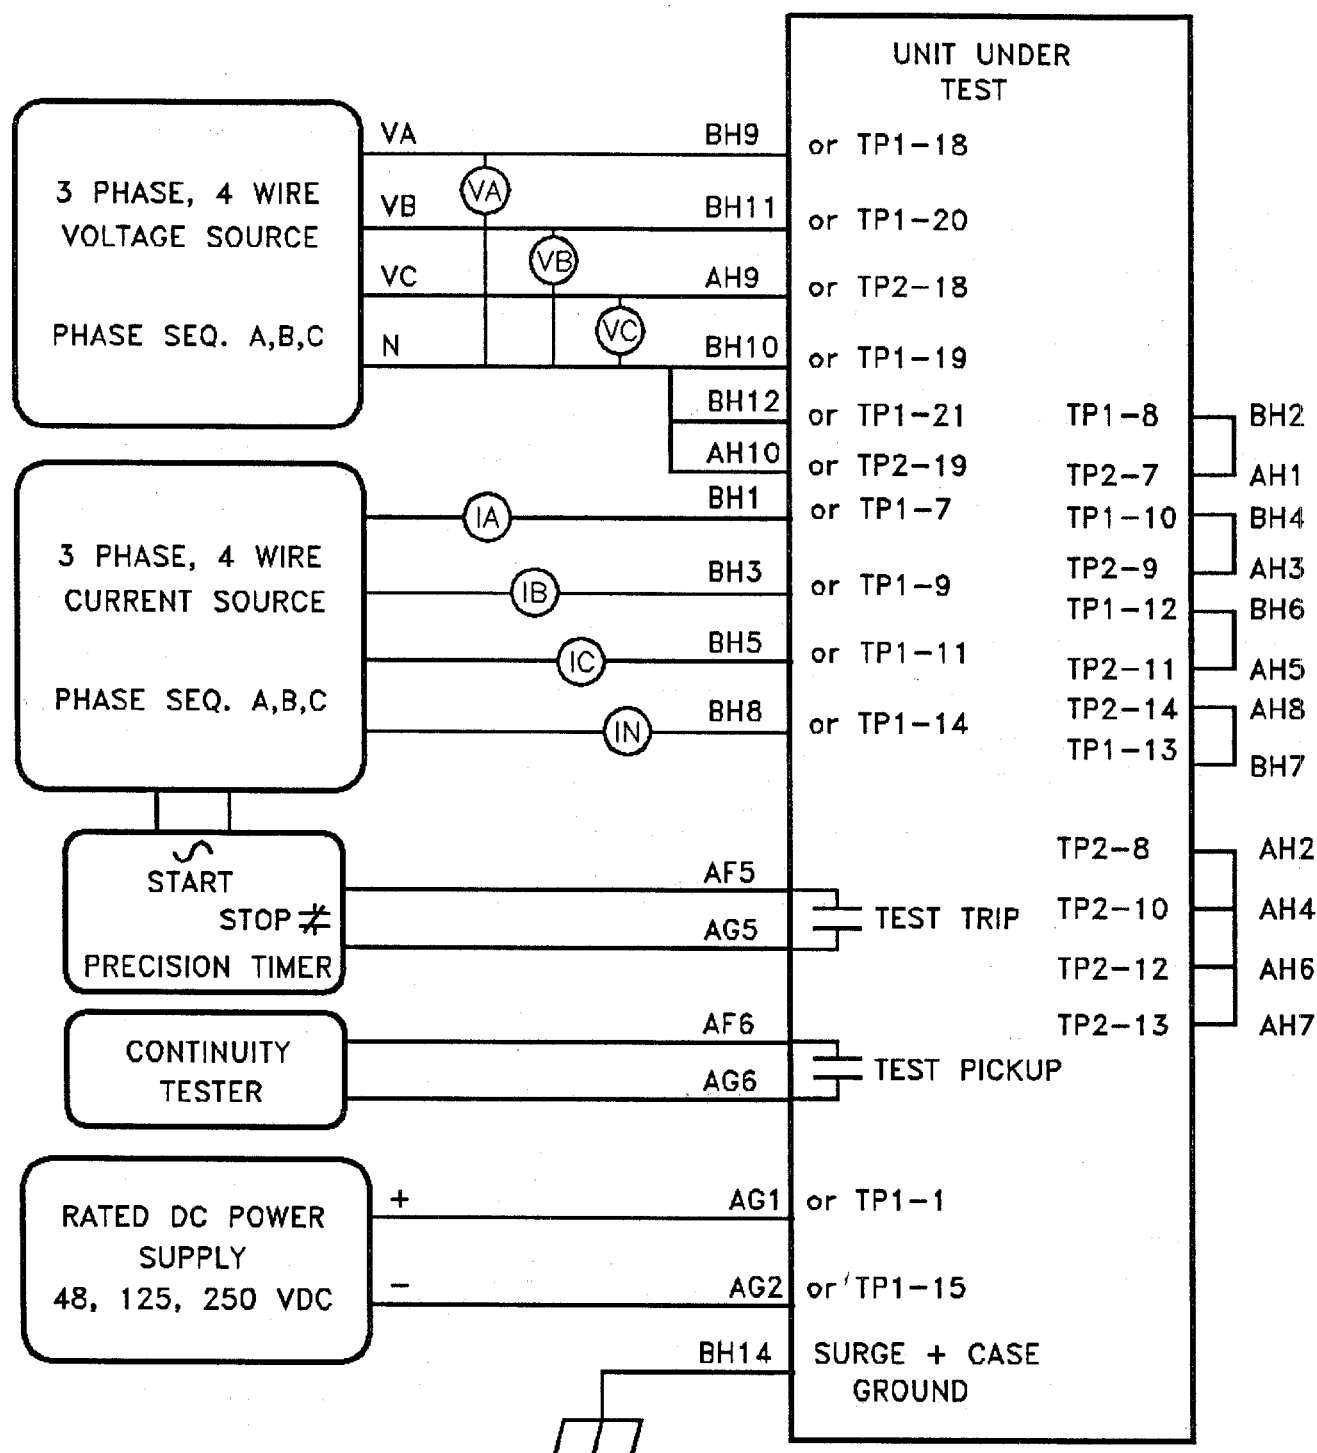 UNIT UNDER
TEST
3 PHASE, 4 WIRE
VOLTAGE SOURCE
PHASE SEQ. A,B,C
VA
VB
VC
N
VA
VB
VC
BH9
or TP1-18
BH11
or TP1-20
AH9
or TP2-18
BH10
or TP1-19
BH12
or TP1-21
AH10
or TP2-19
3 PHASE, 4 WIRE
CURRENT SOURCE
PHASE SEQ. A,B,C
IA
IB
IC
IN
BH1
or TP1-7
BH3
or TP1-9
BH5
or TP1-11
BH8
or TP1-14
TP1-8 BH2
TP2-7 AH1
TP1-10 BH4
TP2-9 AH3
TP1-12 BH6
TP2-11 AH5
TP2-14 AH8
TP1-13 BH7
TP2-8 AH2
TP2-10 AH4
TP2-12 AH6
TP2-13 AH7
START
STOP
PRECISION TIMER
AF5
AG5
TEST TRIP
CONTINUITY
TESTER
AF6
AG6
TEST PICKUP
RATED DC POWER
SUPPLY
48, 125, 250 VDC
+
-
AG1 or TP1-1
AG2 or TP1-15
BH14
SURGE + CASE
GROUND